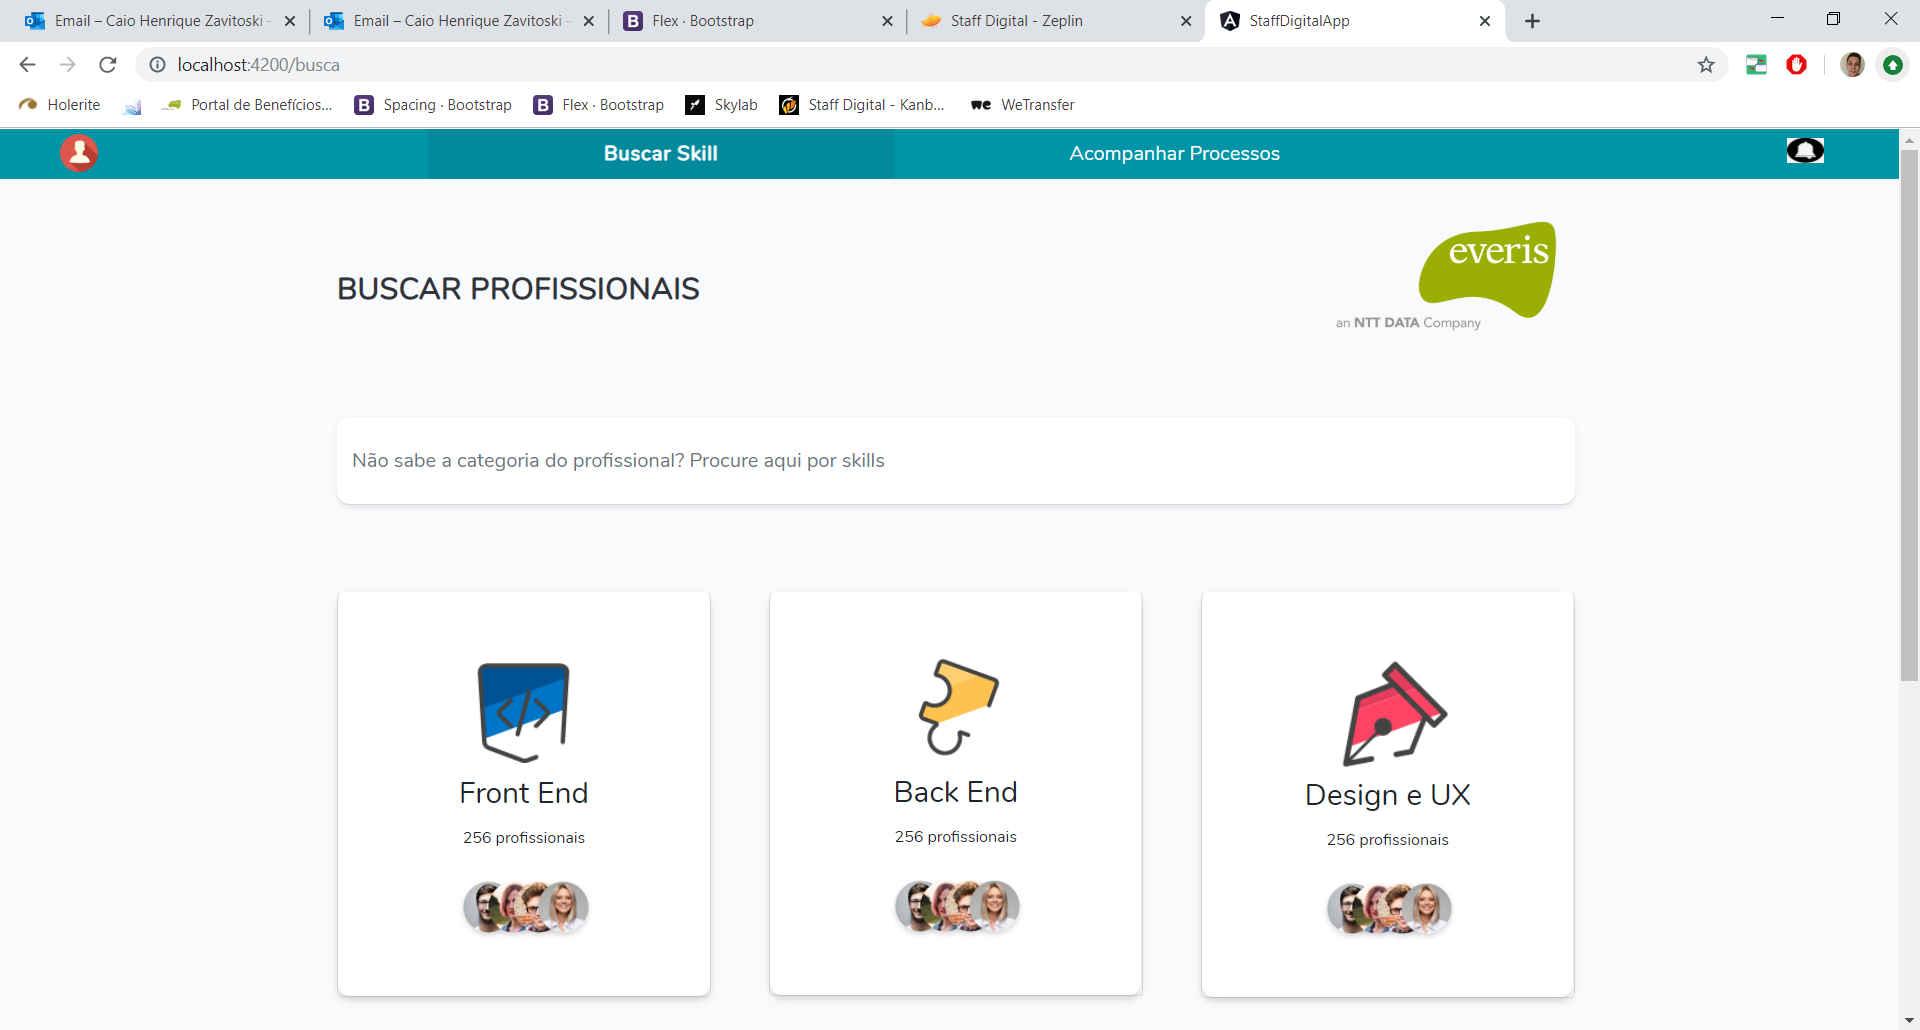 Email – Caio Henrique Zavitoski –
Email – Caio Henrique Zavitoski –
Flex · Bootstrap
Staff Digital - Zeplin
StaffDigitalApp
localhost:4200/busca
Holerite
Portal de Benefícios...
Spacing · Bootstrap
Flex · Bootstrap
Skylab
Staff Digital - Kanb...
WeTransfer
Buscar Skill
Acompanhar Processos
everis
an NTT DATA Company
BUSCAR PROFISSIONAIS
Não sabe a categoria do profissional? Procure aqui por skills
Front End
256 profissionais
Back End
256 profissionais
Design e UX
256 profissionais